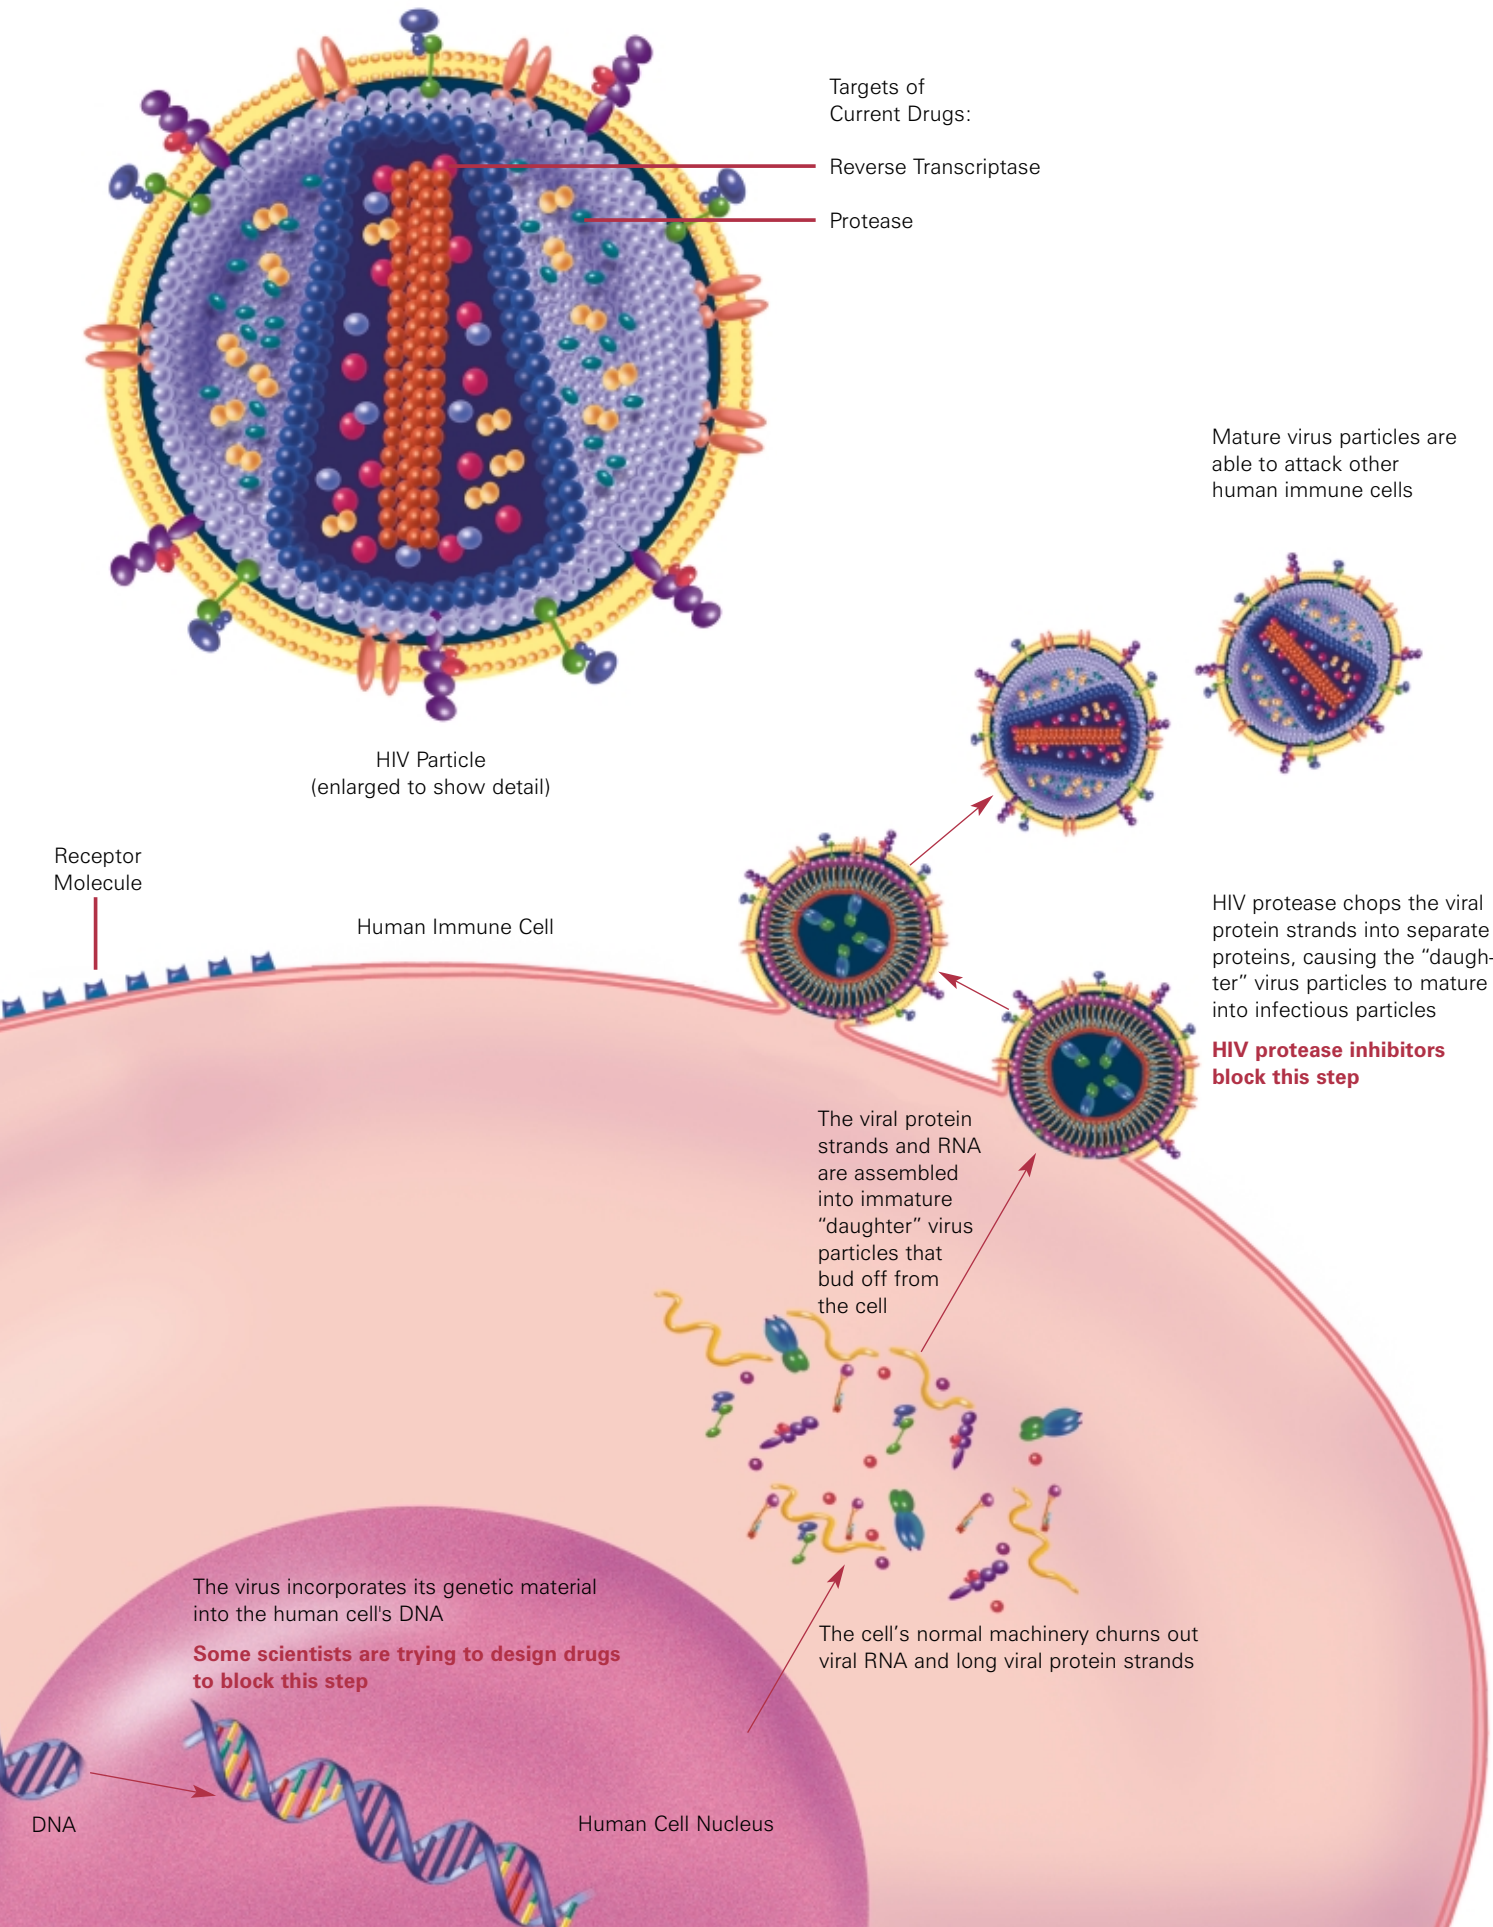 Targets of
Current Drugs:
Reverse Transcriptase
Protease
Mature virus particles are
able to attack other
human immune cells
HIV Particle
(enlarged to show detail)
Receptor
Molecule
Human Immune Cell
HIV protease chops the viral
protein strands into separate
proteins, causing the “daugh-
ter” virus particles to mature
into infectious particles
HIV protease inhibitors
block this step
The viral protein
strands and RNA
are assembled
into immature
“daughter” virus
particles that
bud off from
the cell
The virus incorporates its genetic material
into the human cell's DNA
Some scientists are trying to design drugs
to block this step
The cell’s normal machinery churns out
viral RNA and long viral protein strands
DNA
Human Cell Nucleus